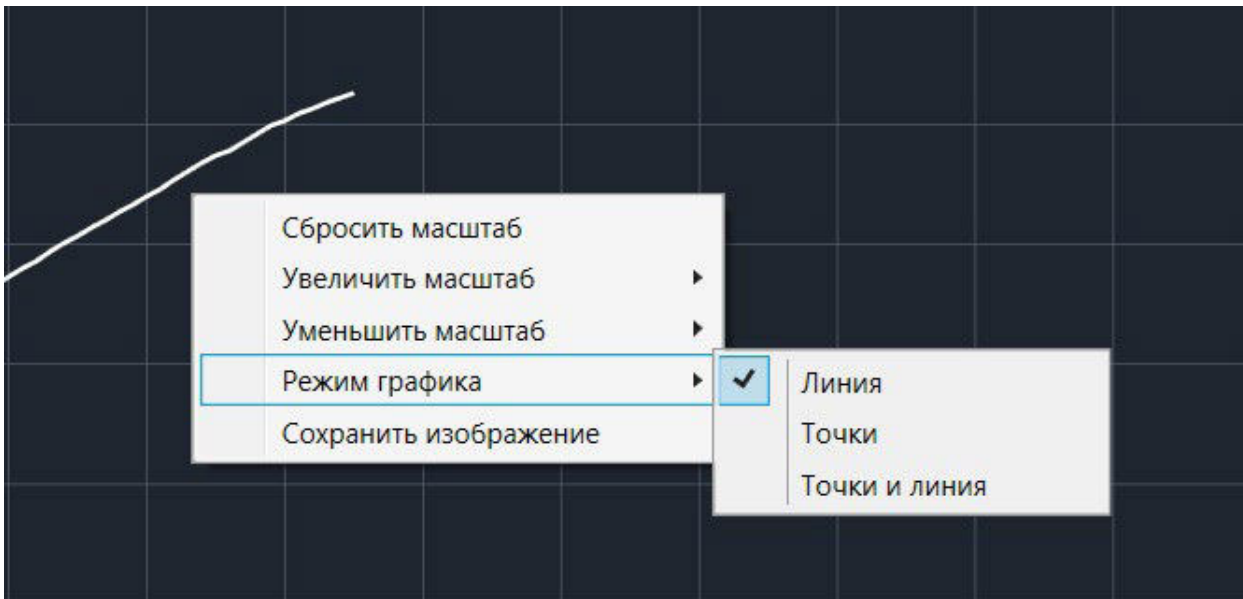 Сбросить масштаб
Увеличить масштаб
Уменьшить масштаб
Режим графика
Сохранить изображение
Линия
Точки
Точки и линия